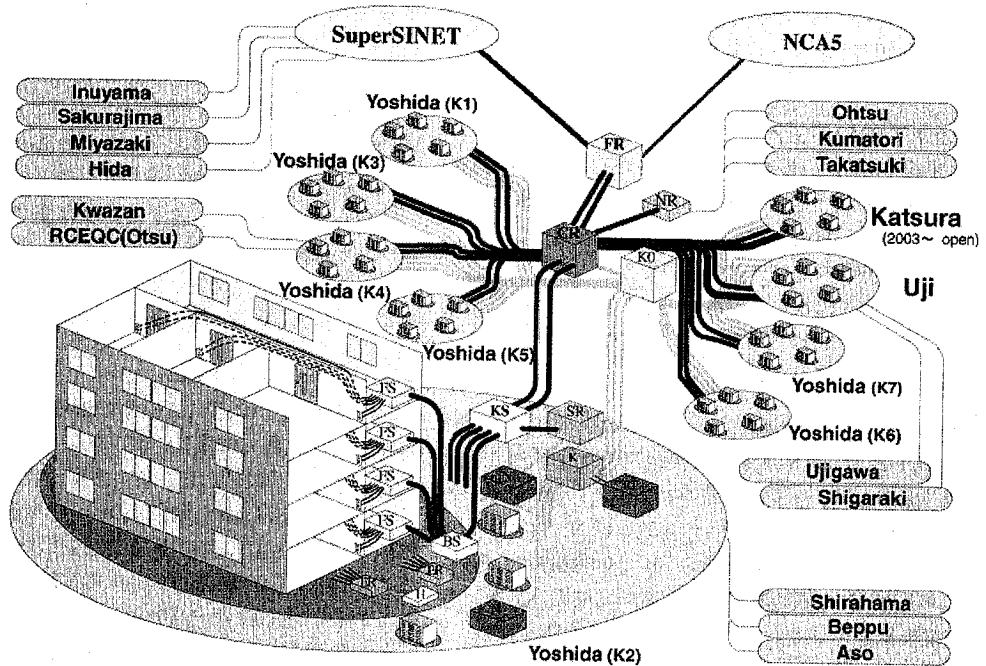 SuperSINET
NCA5
Inuyama
Sakurajima
Miyazaki
Hida
Yoshida (K1)
Ohtsu
Kumatori
Takatsuki
FR
Yoshida (K3)
NR
Kwazan
RCEQC(Otsu)
Katsura
(2003~ open)
CR
K0
Yoshida (K4)
Uji
Yoshida (K5)
Yoshida (K7)
FS
KS
SR
Yoshida (K6)
FS
K
Ujigawa
Shigaraki
FS
FS
BS
Shirahama
Beppu
Aso
Yoshida (K2)